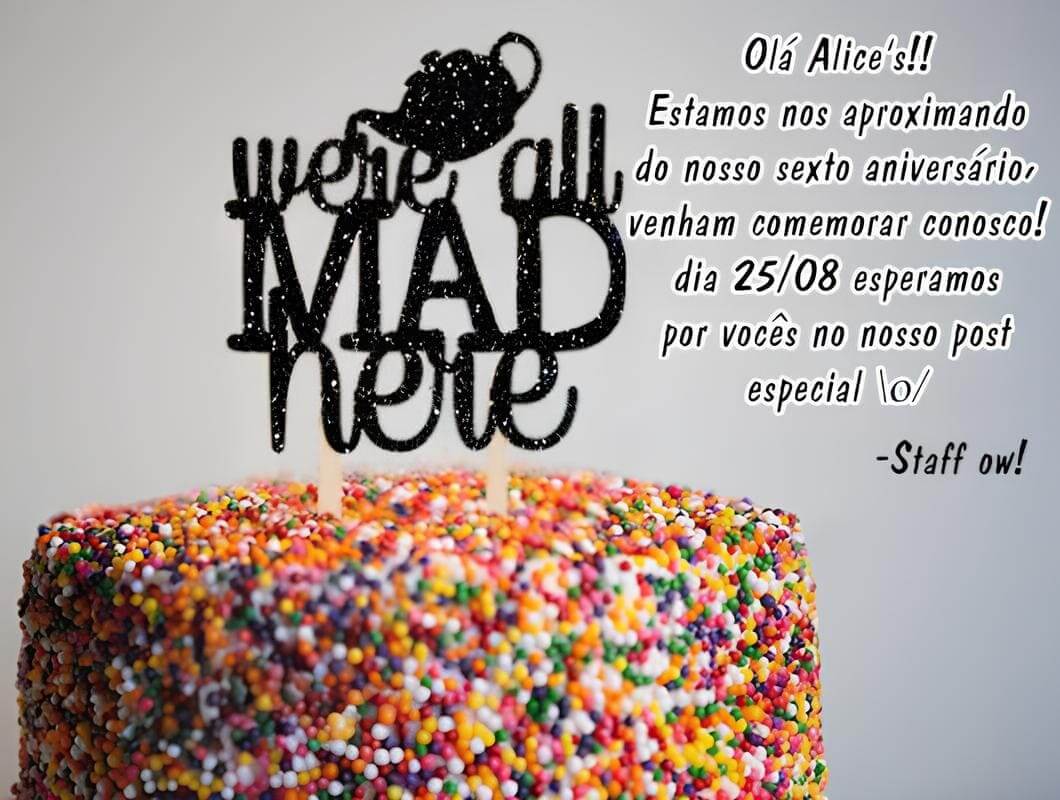 we're all
MAD
here
Olá Alice's!!
Estamos nos aproximando
do nosso sexto aniversário,
venham comemorar conosco!
dia 25/08 esperamos
por vocês no nosso post
especial \o/
-Staff ow!